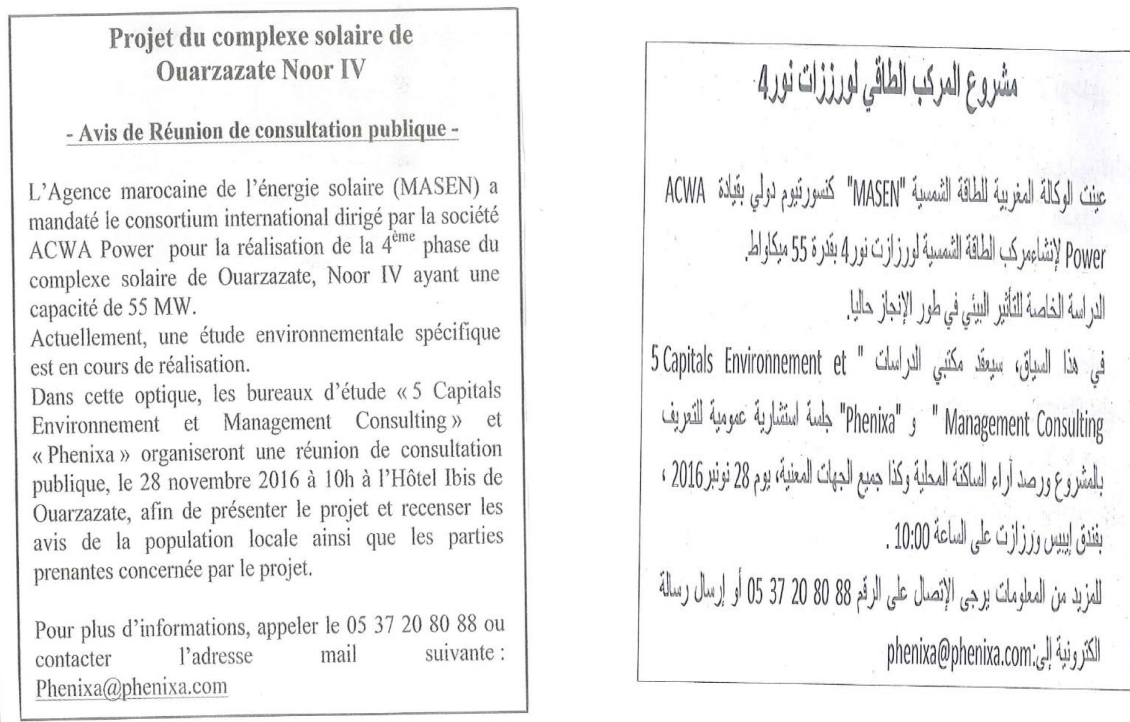 Projet du complexe solaire de
Ouarzazate Noor IV
- Avis de Réunion de consultation publique -
L'Agence marocaine de l'énergie solaire (MASEN) a
mandaté le consortium international dirigé par la société
ACWA Power pour la réalisation de la 4ème phase du
complexe solaire de Ouarzazate, Noor IV ayant une
capacité de 55 MW.
Actuellement, une étude environnementale spécifique
est en cours de réalisation.
Dans cette optique, les bureaux d'étude « 5 Capitals
Environnement et Management Consulting » et
« Phenixa » organiseront une réunion de consultation
publique, le 28 novembre 2016 à 10h à l'Hôtel Ibis de
Ouarzazate, afin de présenter le projet et recenser les
avis de la population locale ainsi que les parties
prenantes concernée par le projet.
Pour plus d'informations, appeler le 05 37 20 80 88 ou
contacter l'adresse mail suivante :
Phenixa@phenixa.com
مشروع المركب الطاقي لورززات نور4
عينت الوكالة المغربية للطاقة الشمسية "MASEN" كنسورتيوم دولي بقيادة ACWA
Power لإنشاءمركب الطاقة الشمسية لورزازت نور4 بقدرة 55 ميكاواط.
الدراسة الخاصة للتأثير البيئي في طور الإنجاز حاليا.
في هذا السياق، سيعقد مكتبي الدراسات " 5 Capitals Environnement et
Management Consulting " و "Phenixa" جلسة استشارية عمومية للتعريف
بالمشروع ورصد أراء الساكنة المحلية وكذا جميع الجهات المعنية، يوم 28 نونبر2016 ،
بفندق إيبيس ورزازت على الساعة 10:00 .
للمزيد من المعلومات يرجى الإتصال على الرقم 88 80 20 37 05 أو إرسال رسالة
الكترونية إلى:phenixa@phenixa.com